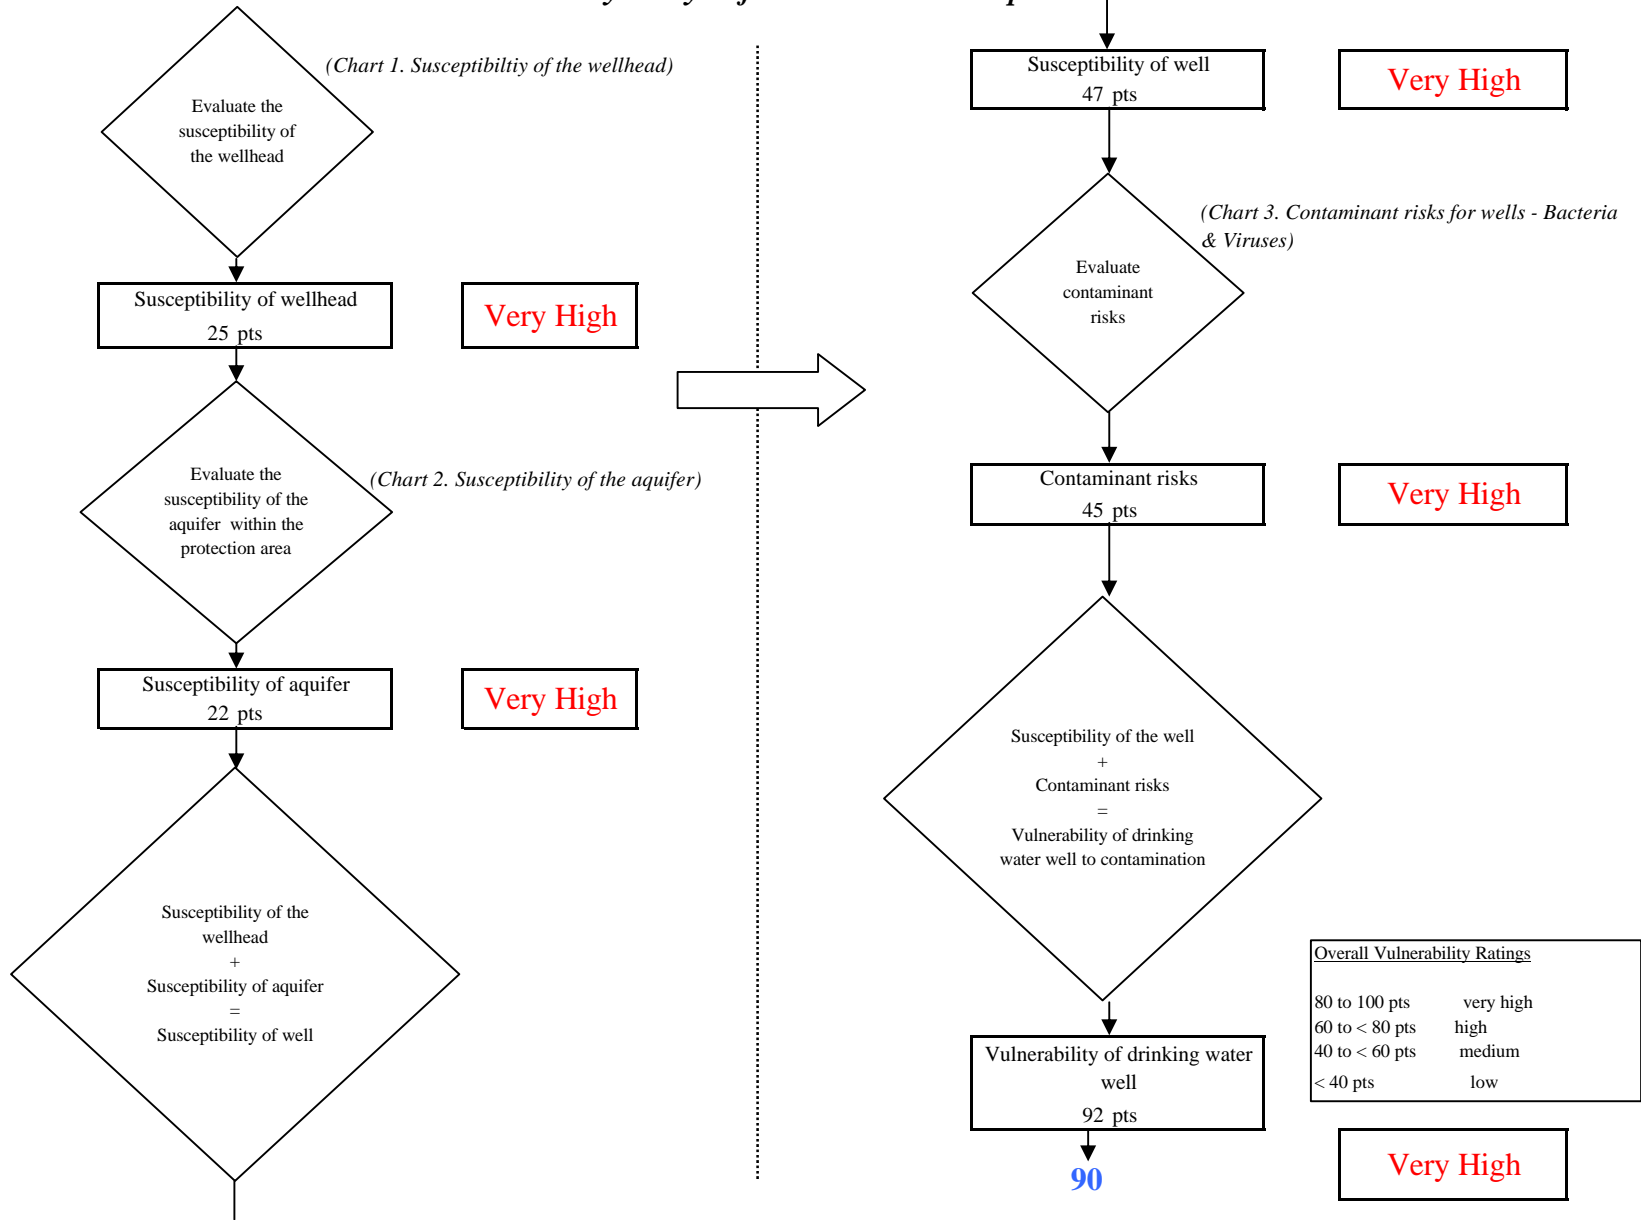 (Chart 1. Susceptibiltiy of the wellhead)
Evaluate the
susceptibility of
the wellhead
Susceptibility of wellhead
25 pts
Very High
Evaluate the
susceptibility of the
aquifer within the
protection area
(Chart 2. Susceptibility of the aquifer)
Susceptibility of aquifer
22 pts
Very High
Susceptibility of the
wellhead
+
Susceptibility of aquifer
=
Susceptibility of well
Susceptibility of well
47 pts
Very High
(Chart 3. Contaminant risks for wells - Bacteria
& Viruses)
Evaluate
contaminant
risks
Contaminant risks
45 pts
Very High
Susceptibility of the well
+
Contaminant risks
=
Vulnerability of drinking
water well to contamination
Overall Vulnerability Ratings
80 to 100 pts very high
60 to < 80 pts high
40 to < 60 pts medium
< 40 pts low
Vulnerability of drinking water
well
92 pts
90
Very High